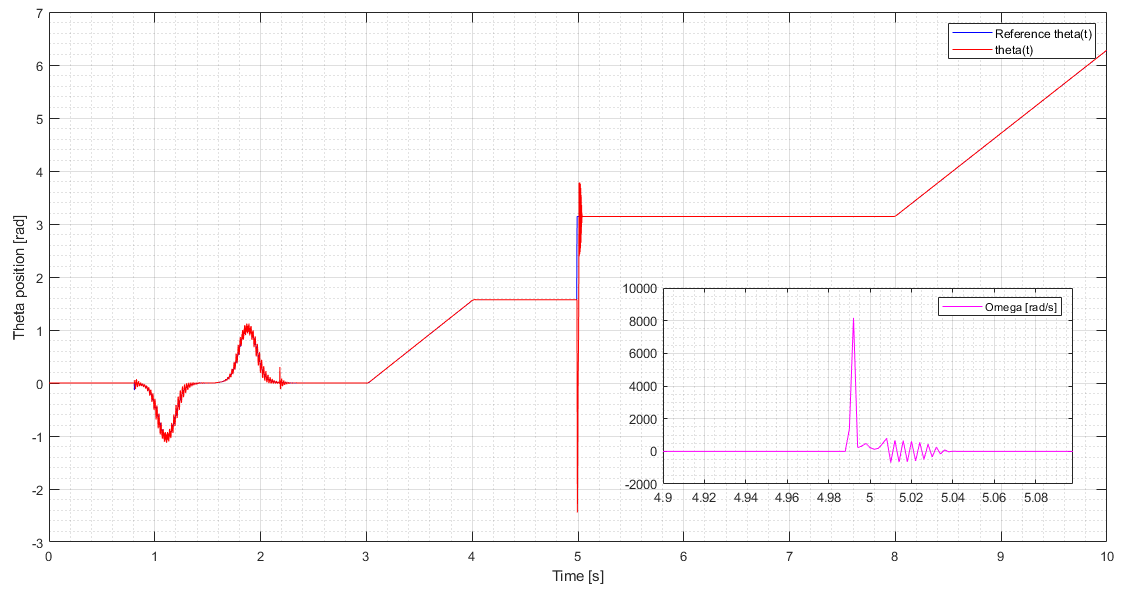 7
6
5
4
3
2
1
0
-1
-2
-3
Theta position [rad]
Reference theta(t)
theta(t)
10000
8000
6000
4000
2000
0
-2000
Omega [rad/s]
4.9 4.92 4.94 4.96 4.98 5 5.02 5.04 5.06 5.08
0 1 2 3 4 5 6 7 8 9 10
Time [s]